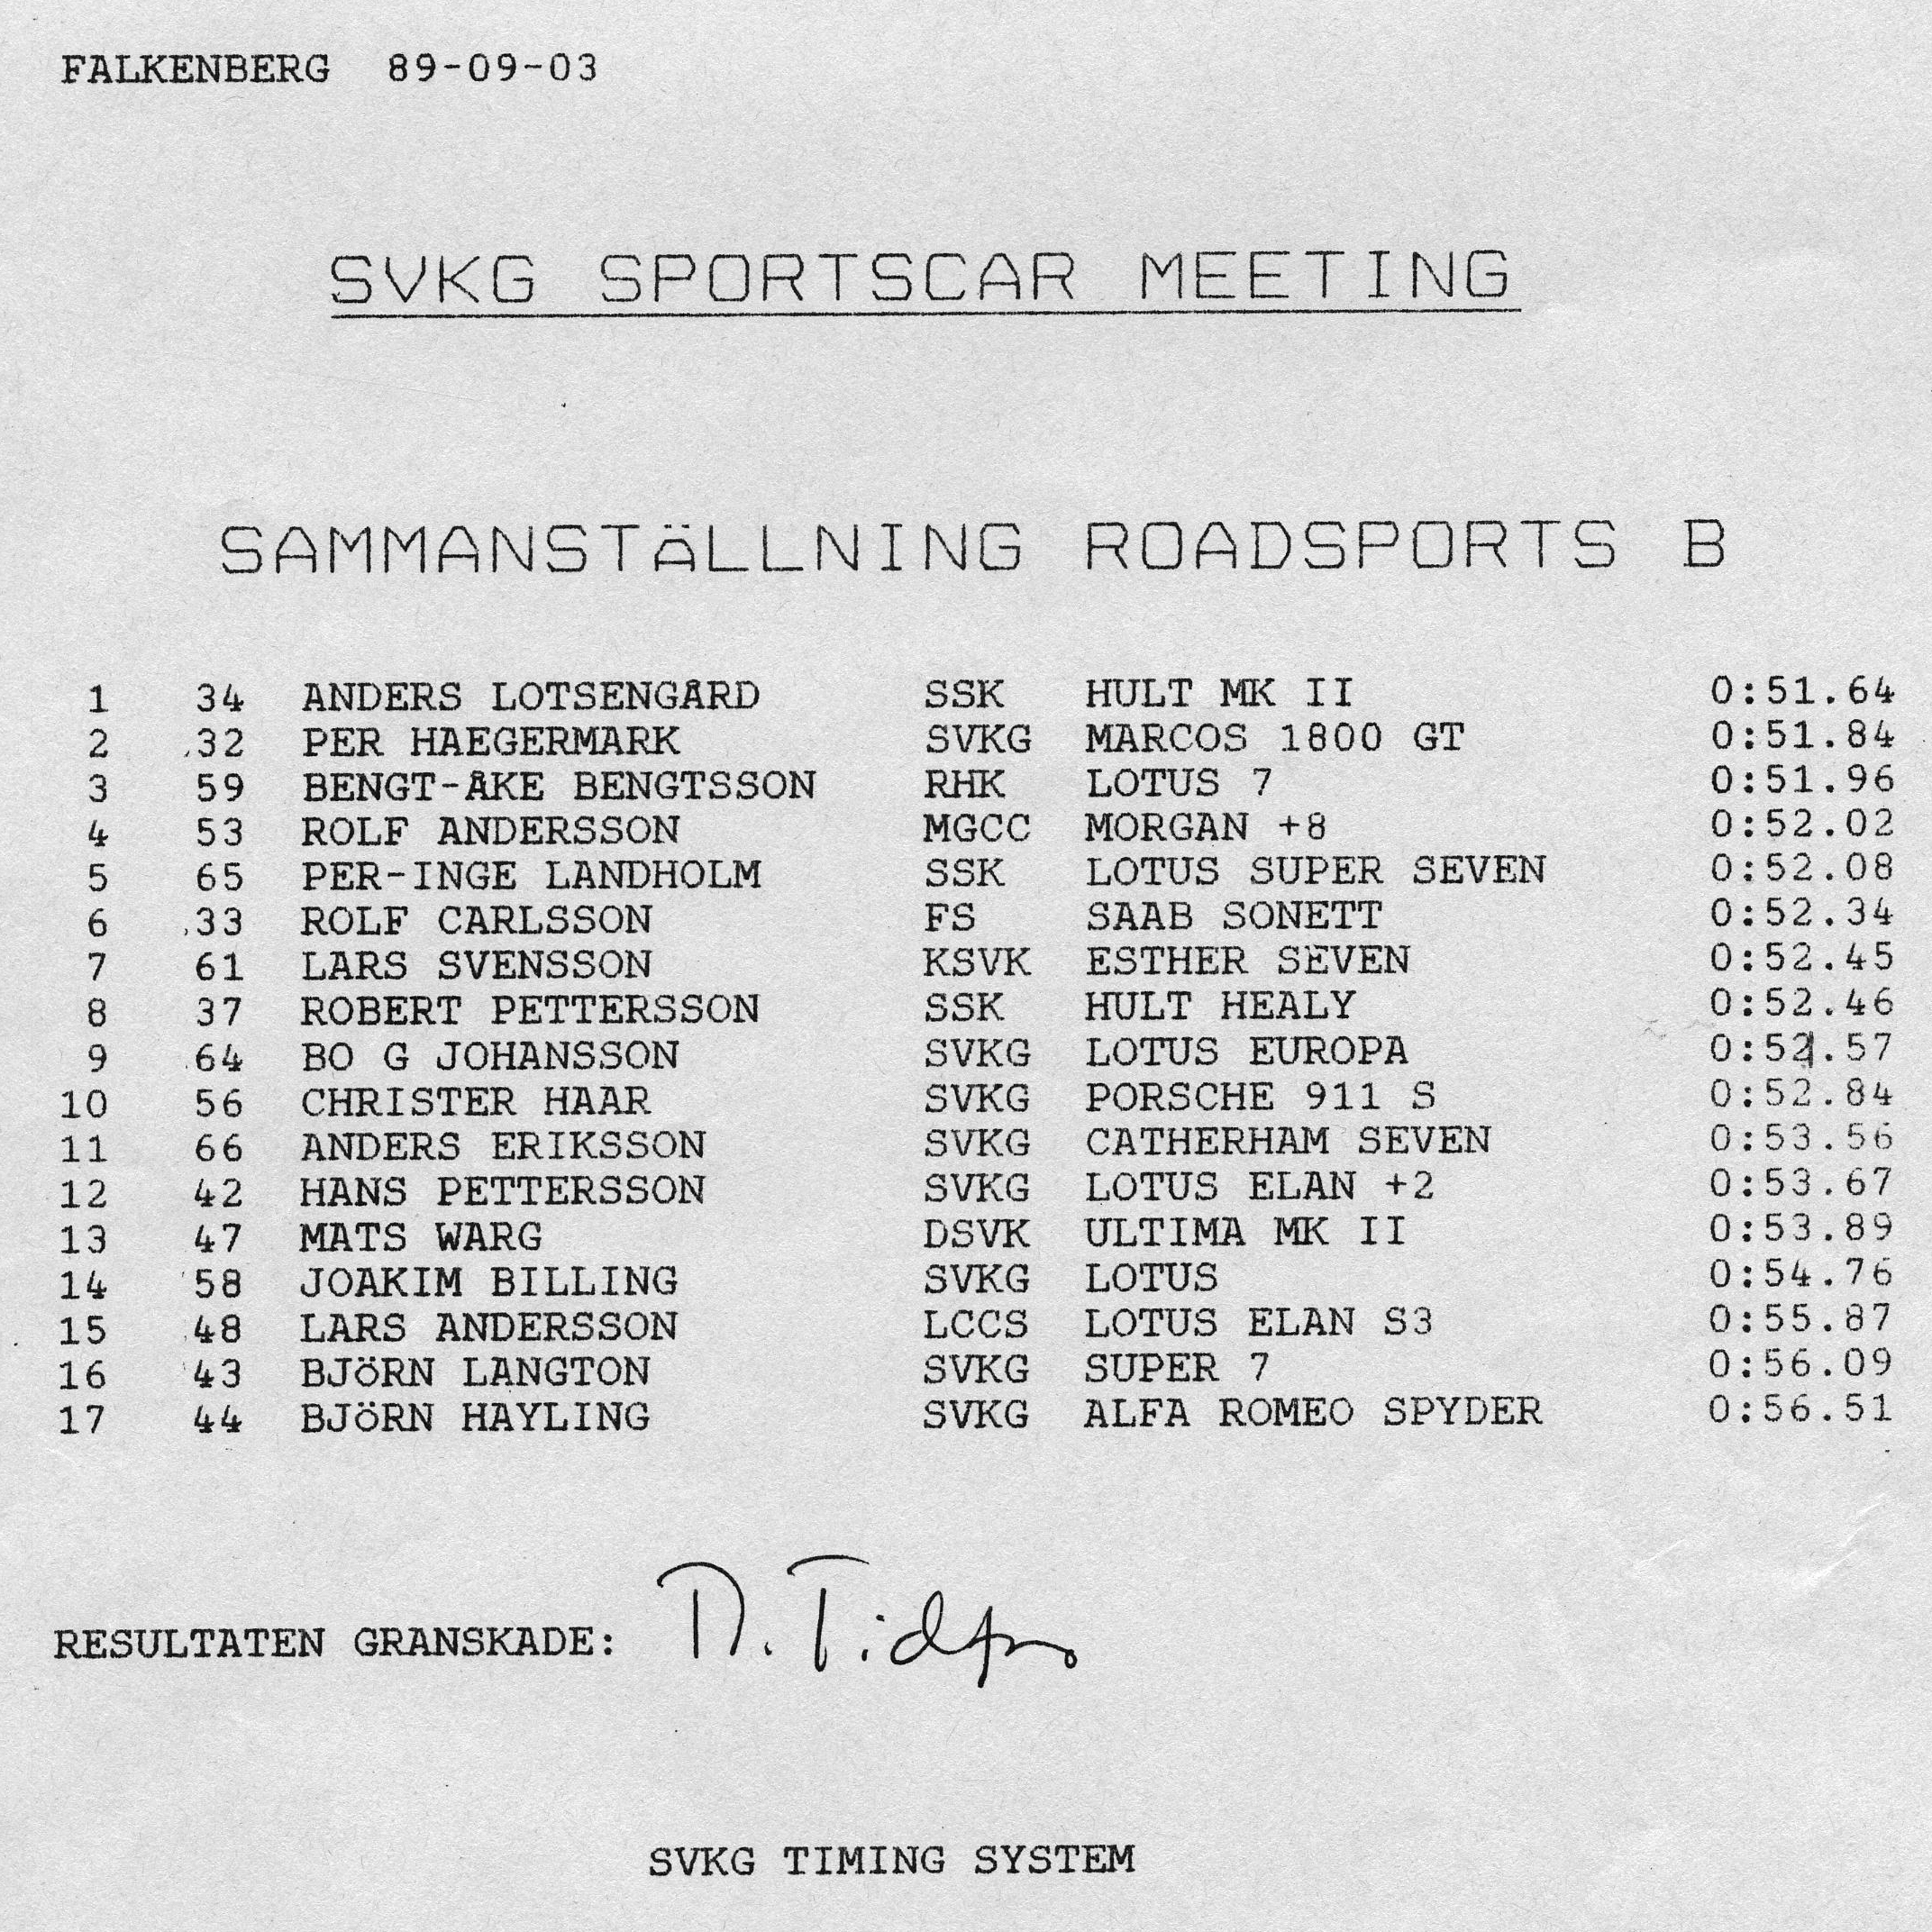 FALKENBERG 89-09-03
SVKG SPORTSCAR MEETING
SAMMANSTÄLLNING ROADSPORTS B
1 34 ANDERS LOTSENGÅRD SSK HULT MK II 0:51.64
2 32 PER HAEGERMARK SVKG MARCOS 1800 GT 0:51.84
3 59 BENGT-ÅKE BENGTSSON RHK LOTUS 7 0:51.96
4 53 ROLF ANDERSSON MGCC MORGAN +8 0:52.02
5 65 PER-INGE LANDHOLM SSK LOTUS SUPER SEVEN 0:52.08
6 33 ROLF CARLSSON FS SAAB SONETT 0:52.34
7 61 LARS SVENSSON KSVK ESTHER SEVEN 0:52.45
8 37 ROBERT PETTERSSON SSK HULT HEALY 0:52.46
9 64 BO G JOHANSSON SVKG LOTUS EUROPA 0:52.57
10 56 CHRISTER HAAR SVKG PORSCHE 911 S 0:52.84
11 66 ANDERS ERIKSSON SVKG CATHERHAM SEVEN 0:53.56
12 42 HANS PETTERSSON SVKG LOTUS ELAN +2 0:53.67
13 47 MATS WARG DSVK ULTIMA MK II 0:53.89
14 58 JOAKIM BILLING SVKG LOTUS 0:54.76
15 48 LARS ANDERSSON LCCS LOTUS ELAN S3 0:55.87
16 43 BJÖRN LANGTON SVKG SUPER 7 0:56.09
17 44 BJÖRN HAYLING SVKG ALFA ROMEO SPYDER 0:56.51
RESULTATEN GRANSKADE:
SVKG TIMING SYSTEM